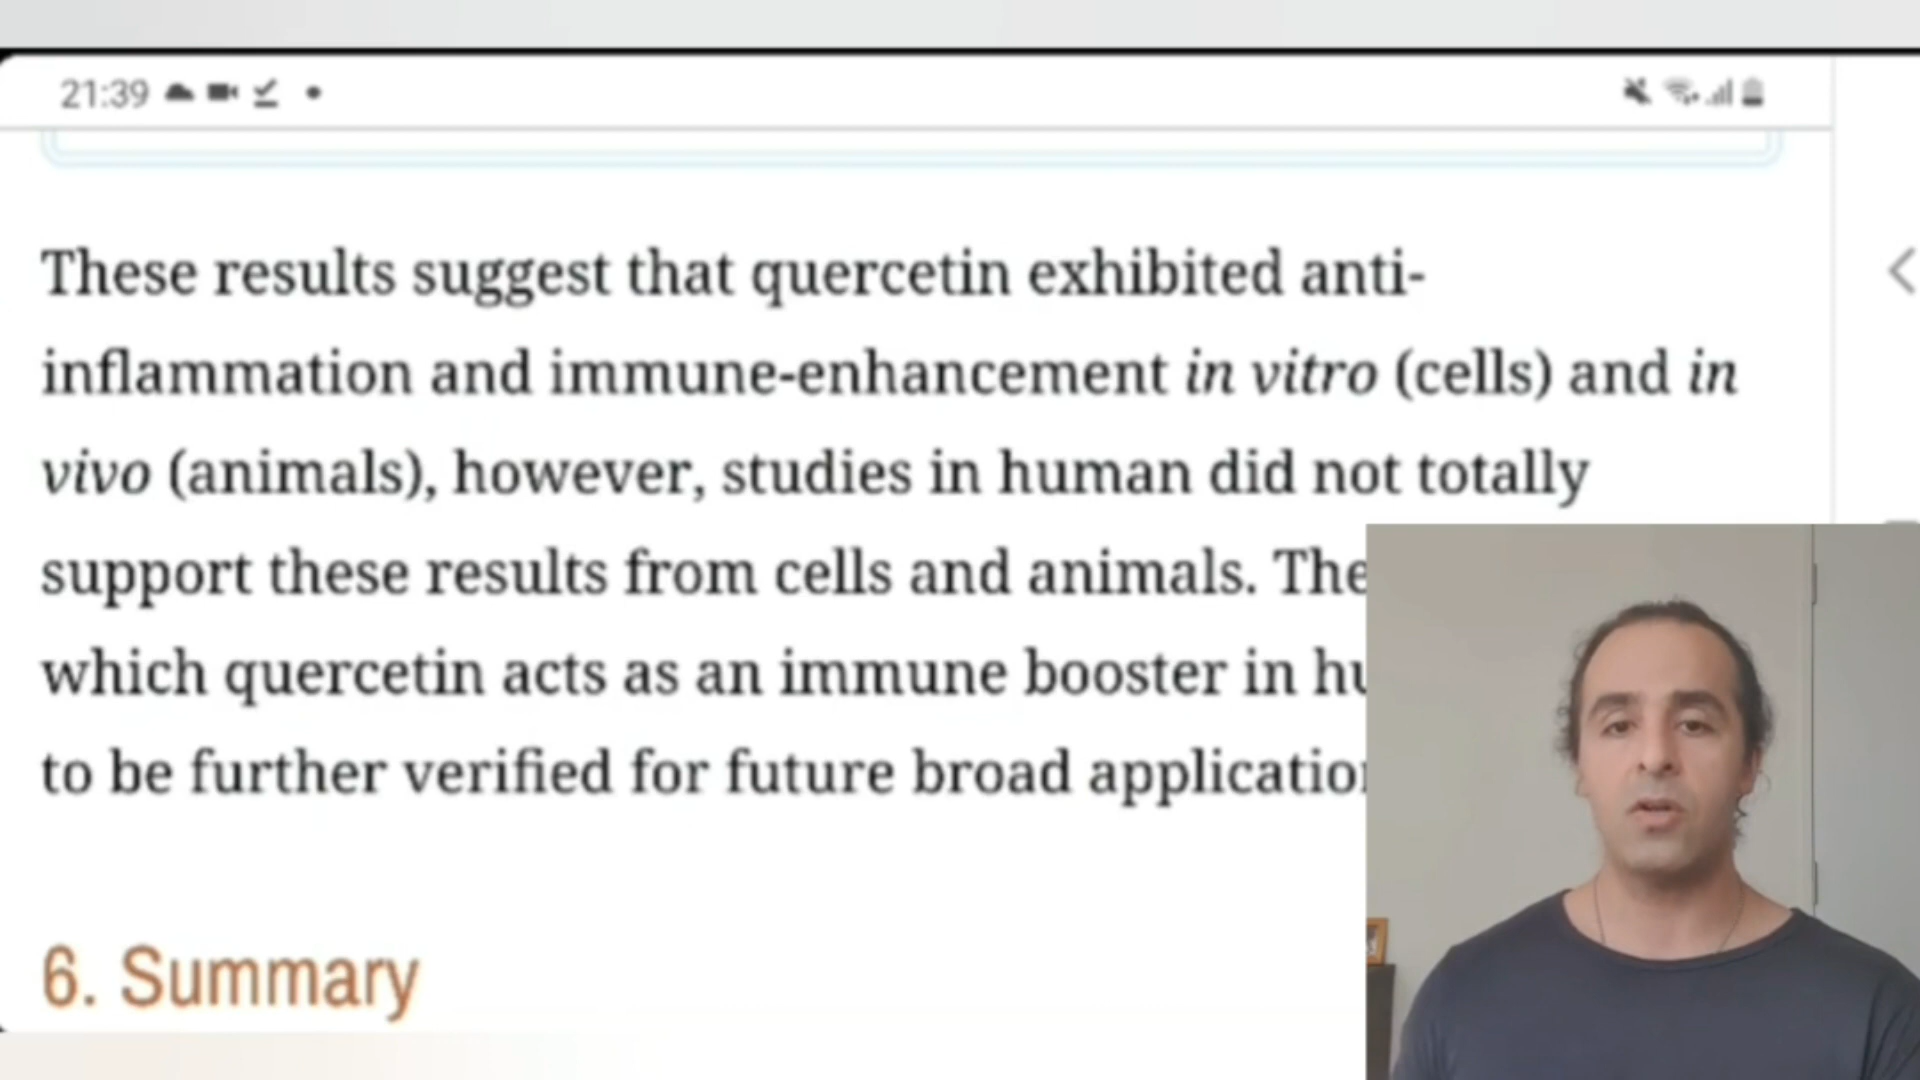 21:39
These results suggest that quercetin exhibited anti-
inflammation and immune-enhancement in vitro (cells) and in
vivo (animals), however, studies in human did not totally
support these results from cells and animals. The
which quercetin acts as an immune booster in hu
to be further verified for future broad applicatio
6. Summary